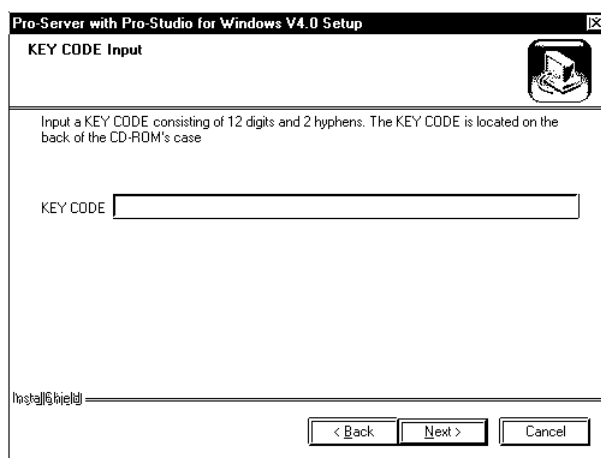 Pro-Server with Pro-Studio for Windows V4.0 Setup
KEY CODE Input
Input a KEY CODE consisting of 12 digits and 2 hyphens. The KEY CODE is located on the
back of the CD-ROM's case
KEY CODE
InstallShield
< Back Next > Cancel